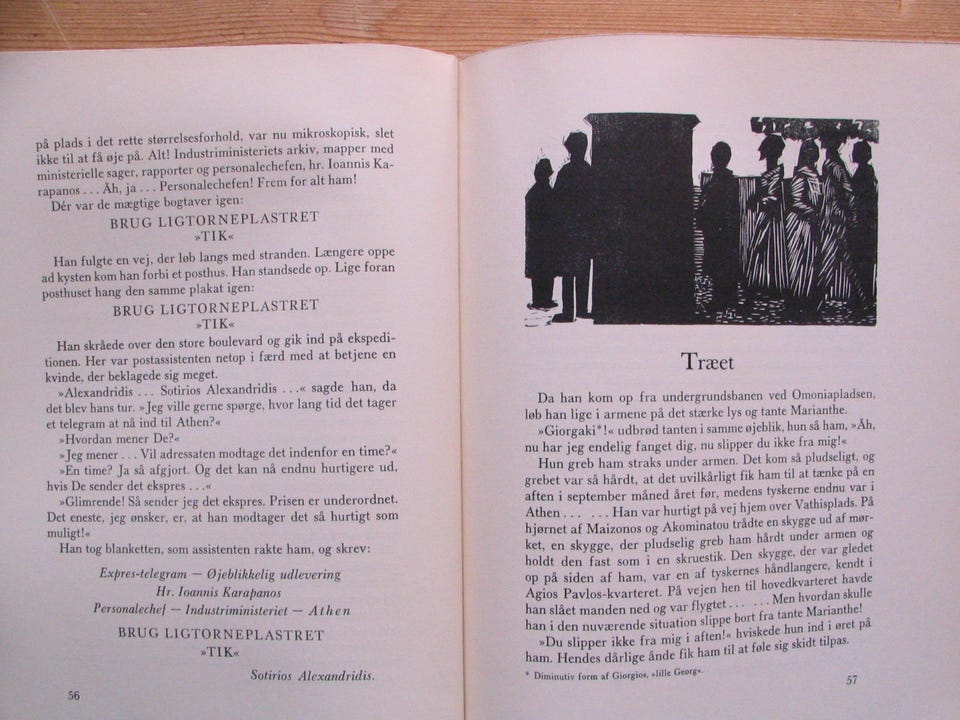 på plads i det rette størrelsesforhold, var nu mikroskopisk, slet
ikke til at få øje på. Alt! Industriministeriets arkiv, mapper med
ministerielle sager, rapporter og personalechefen, hr. Ioannis Ka-
rapanos . . . Äh, ja . . . Personalechefen! Frem for alt ham!
Dér var de mægtige bogtaver igen:
BRUG LIGTORNEPLASTRET
»TIK«
Han fulgte en vej, der løb langs med stranden. Længere oppe
ad kysten kom han forbi et posthus. Han standsede op. Lige foran
posthuset hang den samme plakat igen:
BRUG LIGTORNEPLASTRET
»TIK«
Han skråede over den store boulevard og gik ind på ekspedi-
tionen. Her var postassistenten netop i færd med at betjene en
kvinde, der beklagede sig meget.
»Alexandridis . . . Sotirios Alexandridis . . .« sagde han, da
det blev hans tur. »Jeg ville gerne spørge, hvor lang tid det tager
et telegram at nå ind til Athen?«
»Hvordan mener De?«
»Jeg mener . . . Vil adressaten modtage det indenfor en time?«
»En time? Ja så afgjort. Og det kan nå endnu hurtigere ud,
hvis De sender det ekspres . . .«
»Glimrende! Så sender jeg det ekspres. Prisen er underordnet.
Det eneste, jeg ønsker, er, at han modtager det så hurtigt som
muligt!«
Han tog blanketten, som assistenten rakte ham, og skrev:
Expres-telegram — Øjeblikkelig udlevering
Hr. Ioannis Karapanos
Personalechef — Industriministeriet — Athen
BRUG LIGTORNEPLASTRET
»TIK«
Sotirios Alexandridis.
56
Træet
Da han kom op fra undergrundsbanen ved Omoniapladsen,
løb han lige i armene på det stærke lys og tante Marianthe.
»Giorgaki*!« udbrød tanten i samme øjeblik, hun så ham, »Äh,
nu har jeg endelig fanget dig, nu slipper du ikke fra mig!«
Hun greb ham straks under armen. Det kom så pludseligt, og
grebet var så hårdt, at det uvilkårligt fik ham til at tænke på en
aften i september måned året før, medens tyskerne endnu var i
Athen . . . . . . Han var hurtigt på vej hjem over Vathisplads. På
hjørnet af Maizonos og Akominatou trådte en skygge ud af mør-
ket, en skygge, der pludselig greb ham hårdt under armen og
holdt den fast som i en skruestik. Den skygge, der var gledet
op på siden af ham, var en af tyskernes håndlangere, kendt i
Agios Pavlos-kvarteret. På vejen hen til hovedkvarteret havde
han slået manden ned og var flygtet . . . . . . Men hvordan skulle
han i den nuværende situation slippe bort fra tante Marianthe!
»Du slipper ikke fra mig i aften!« hviskede hun ind i øret på
ham. Hendes dårlige ånde fik ham til at føle sig skidt tilpas.
* Diminutiv form af Giorgios, »lille Georg«.
57